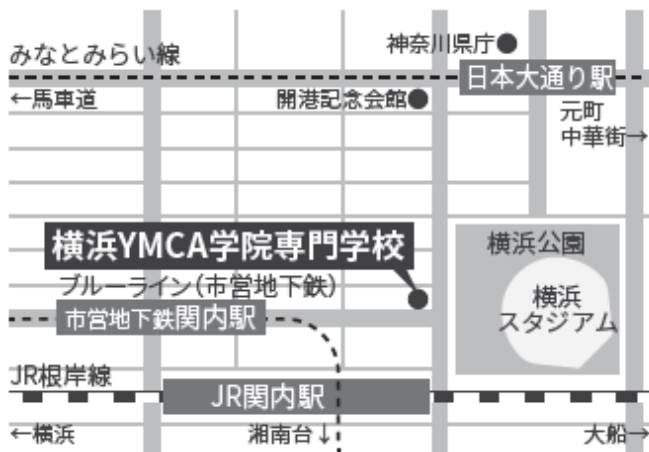 神奈川県庁
みなとみらい線
日本大通り駅
←馬車道
開港記念会館
元町
中華街→
横浜YMCA学院専門学校
横浜公園
ブルーライン(市営地下鉄)
横浜
スタジアム
市営地下鉄関内駅
JR根岸線
JR関内駅
←横浜
湘南台↓
大船→